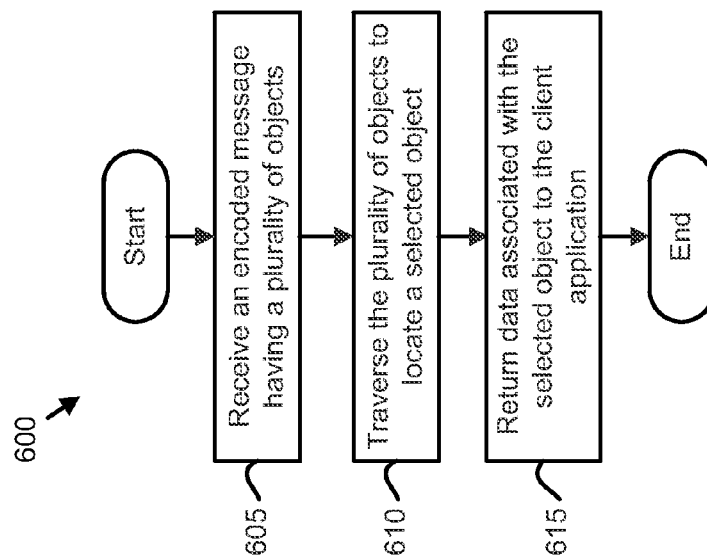 600
Start
605
Receive an encoded message
having a plurality of objects
610
Traverse the plurality of objects to
locate a selected object
615
Return data associated with the
selected object to the client
application
End